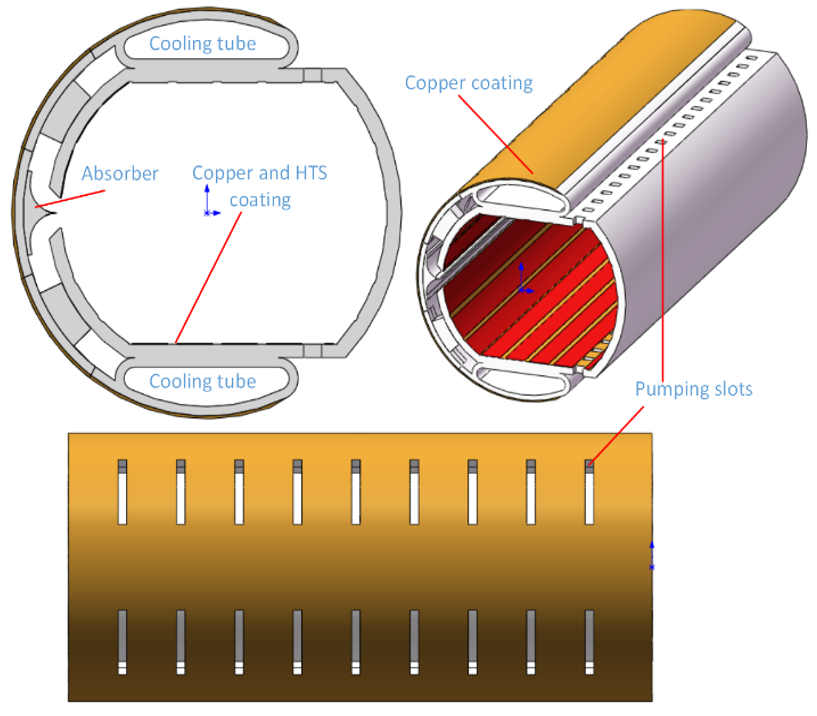 Cooling tube
Copper coating
Absorber
Copper and HTS
coating
Cooling tube
Pumping slots